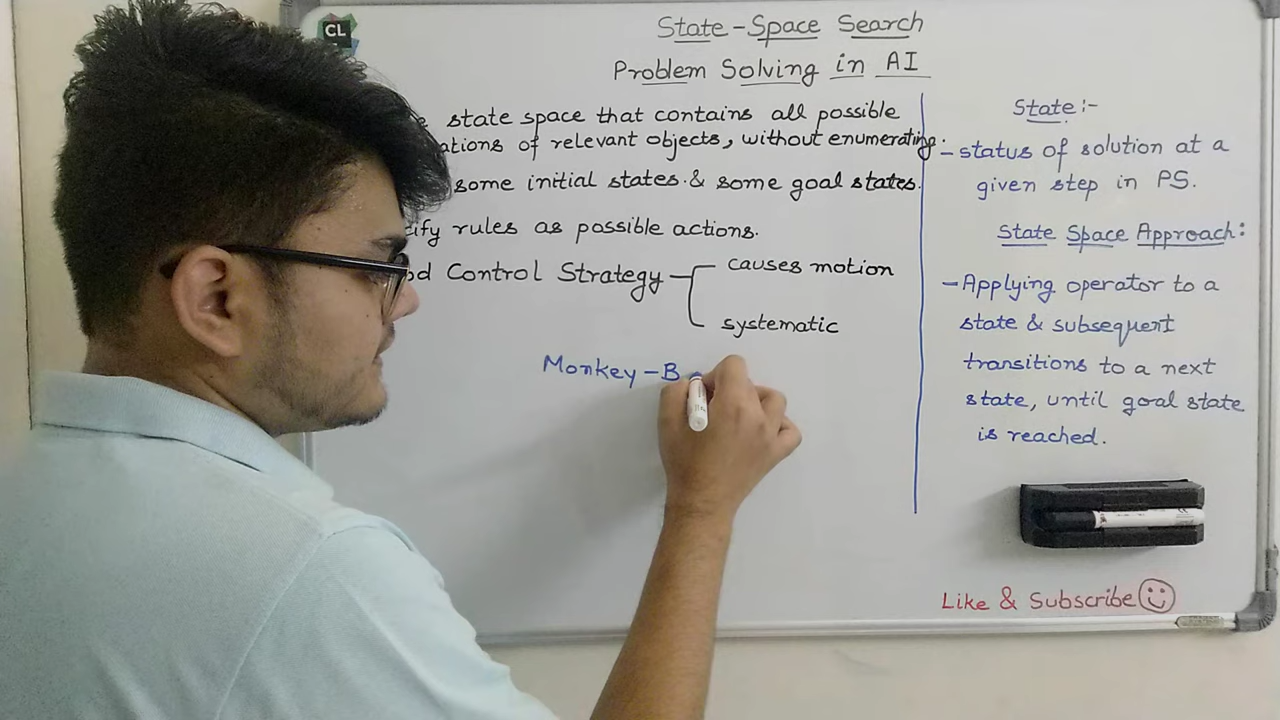 CL
State-Space Search
Problem Solving in AI
state space that contains all possible
of relevant objects, without enumerating.
some initial states. & some goal states.
rules as possible actions.
Control Strategy
causes motion
systematic
Monkey-B
State:-
- status of solution at a
given step in PS.
State Space Approach:
- Applying operator to a
state & subsequent
transitions to a next
state, until goal state
is reached.
Like & Subscribe